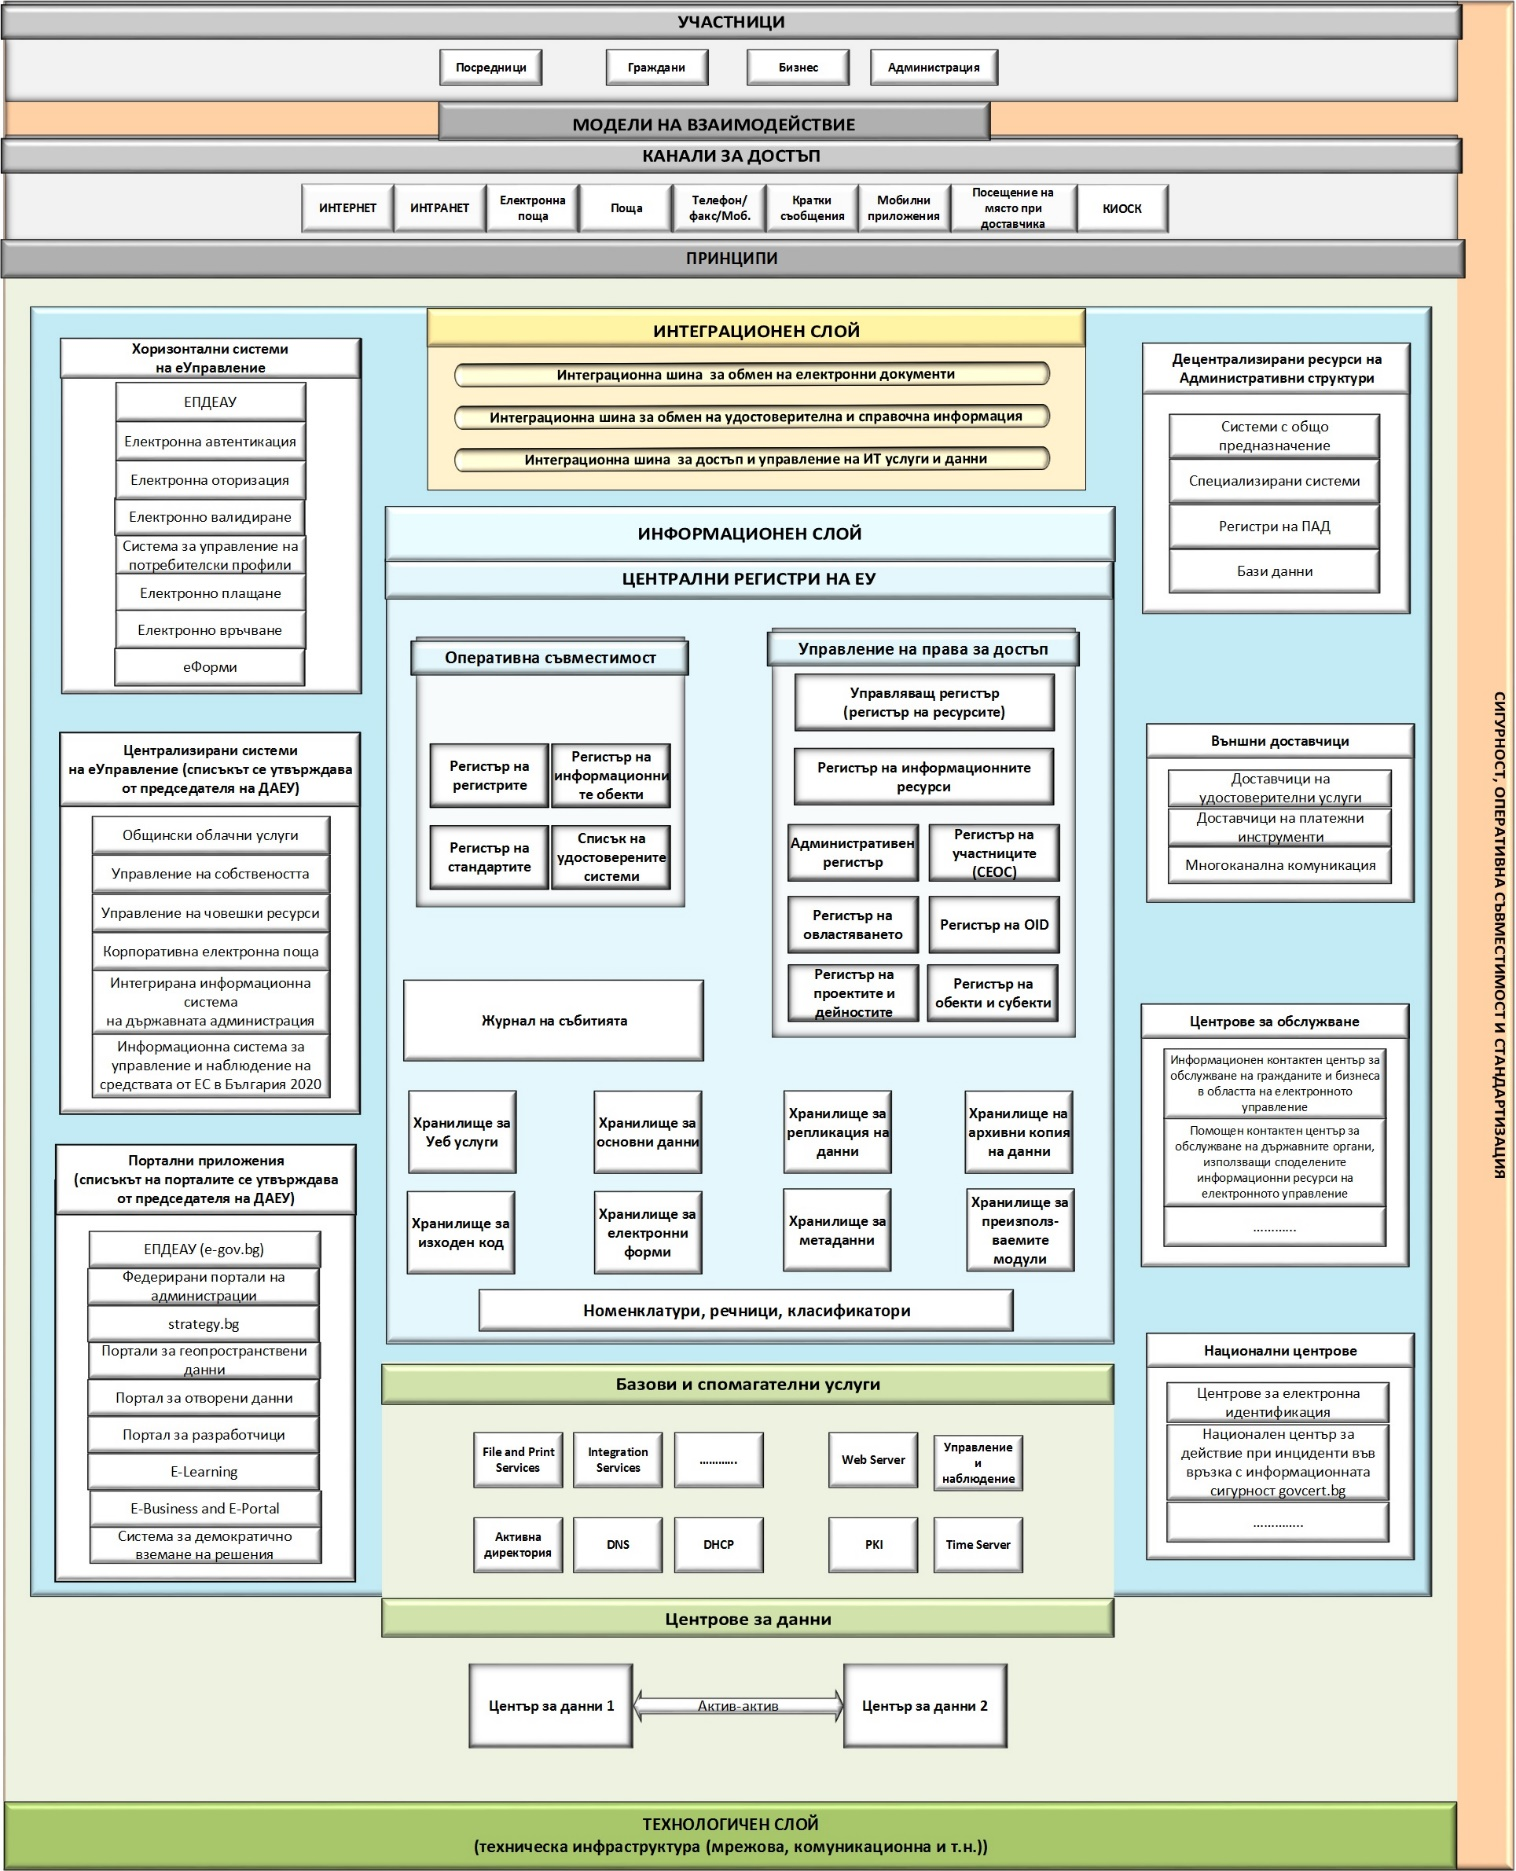 УЧАСТНИЦИ
Посредници
Граждани
Бизнес
Администрация
МОДЕЛИ НА ВЗАИМОДЕЙСТВИЕ
КАНАЛИ ЗА ДОСТЪП
ИНТЕРНЕТ
ИНТРАНЕТ
Електронна
поща
Поща
Телефон/
факс/Моб.
Кратки
съобщения
Мобилни
приложения
Посещение на
място при
доставчика
КИОСК
ПРИНЦИПИ
Хоризонтални системи
на еУправление
ЕПДЕАУ
Електронна автентикация
Електронна оторизация
Електронно валидиране
Система за управление на
потребителски профили
Електронно плащане
Електронно връчване
еФорми
Централизирани системи
на еУправление (списъкът се утвърждава
от председателя на ДАЕУ)
Общински облачни услуги
Управление на собствеността
Управление на човешки ресурси
Корпоративна електронна поща
Интегрирана информационна
система
на държавната администрация
Информационна система за
управление и наблюдение на
средствата от ЕС в България 2020
Портални приложения
(списъкът на порталите се утвърждава
от председателя на ДАЕУ)
ЕПДЕАУ (e-gov.bg)
Федерирани портали на
администрации
strategy.bg
Портали за геопространствени
данни
Портал за отворени данни
Портал за разработчици
E-Learning
E-Business and E-Portal
Система за демократично
вземане на решения
ИНТЕГРАЦИОНЕН СЛОЙ
Интеграционна шина за обмен на електронни документи
Интеграционна шина за обмен на удостоверителна и справочна информация
Интеграционна шина за достъп и управление на ИТ услуги и данни
ИНФОРМАЦИОНЕН СЛОЙ
ЦЕНТРАЛНИ РЕГИСТРИ НА ЕУ
Оперативна съвместимост
Регистър на
регистрите
Регистър на
информационни
те обекти
Регистър на
стандартите
Списък на
удостоверените
системи
Управление на права за достъп
Управляващ регистър
(регистър на ресурсите)
Регистър на информационните
ресурси
Административен
регистър
Регистър на
участниците
(СЕОС)
Регистър на
овластяването
Регистър на OID
Регистър на
проектите и
дейностите
Регистър на
обекти и субекти
Журнал на събитията
Хранилище за
Уеб услуги
Хранилище за
основни данни
Хранилище за
репликация на
данни
Хранилище на
архивни копия
на данни
Хранилище за
изходен код
Хранилище за
електронни
форми
Хранилище за
метаданни
Хранилище за
преизполз-
ваемите
модули
Номенклатури, речници, класификатори
Базови и спомагателни услуги
File and Print
Services
Integration
Services
...........
Web Server
Управление
и
наблюдение
Активна
директория
DNS
DHCP
PKI
Time Server
Центрове за данни
Център за данни 1
Актив-актив
Център за данни 2
Децентрализирани ресурси на
Административни структури
Системи с общо
предназначение
Специализирани системи
Регистри на ПАД
Бази данни
Външни доставчици
Доставчици на
удостоверителни услуги
Доставчици на платежни
инструменти
Многоканална комуникация
Центрове за обслужване
Информационен контактен център за
обслужване на гражданите и бизнеса
в областта на електронното
управление
Помощен контактен център за
обслужване на държавните органи,
използващи споделените
информационни ресурси на
електронното управление
............
Национални центрове
Центрове за електронна
идентификация
Национален център за
действие при инциденти във
връзка с информационната
сигурност govcert.bg
.............
СИГУРНОСТ, ОПЕРАТИВНА СЪВМЕСТИМОСТ И СТАНДАРТИЗАЦИЯ
ТЕХНОЛОГИЧЕН СЛОЙ
(техническа инфраструктура (мрежова, комуникационна и т.н.))